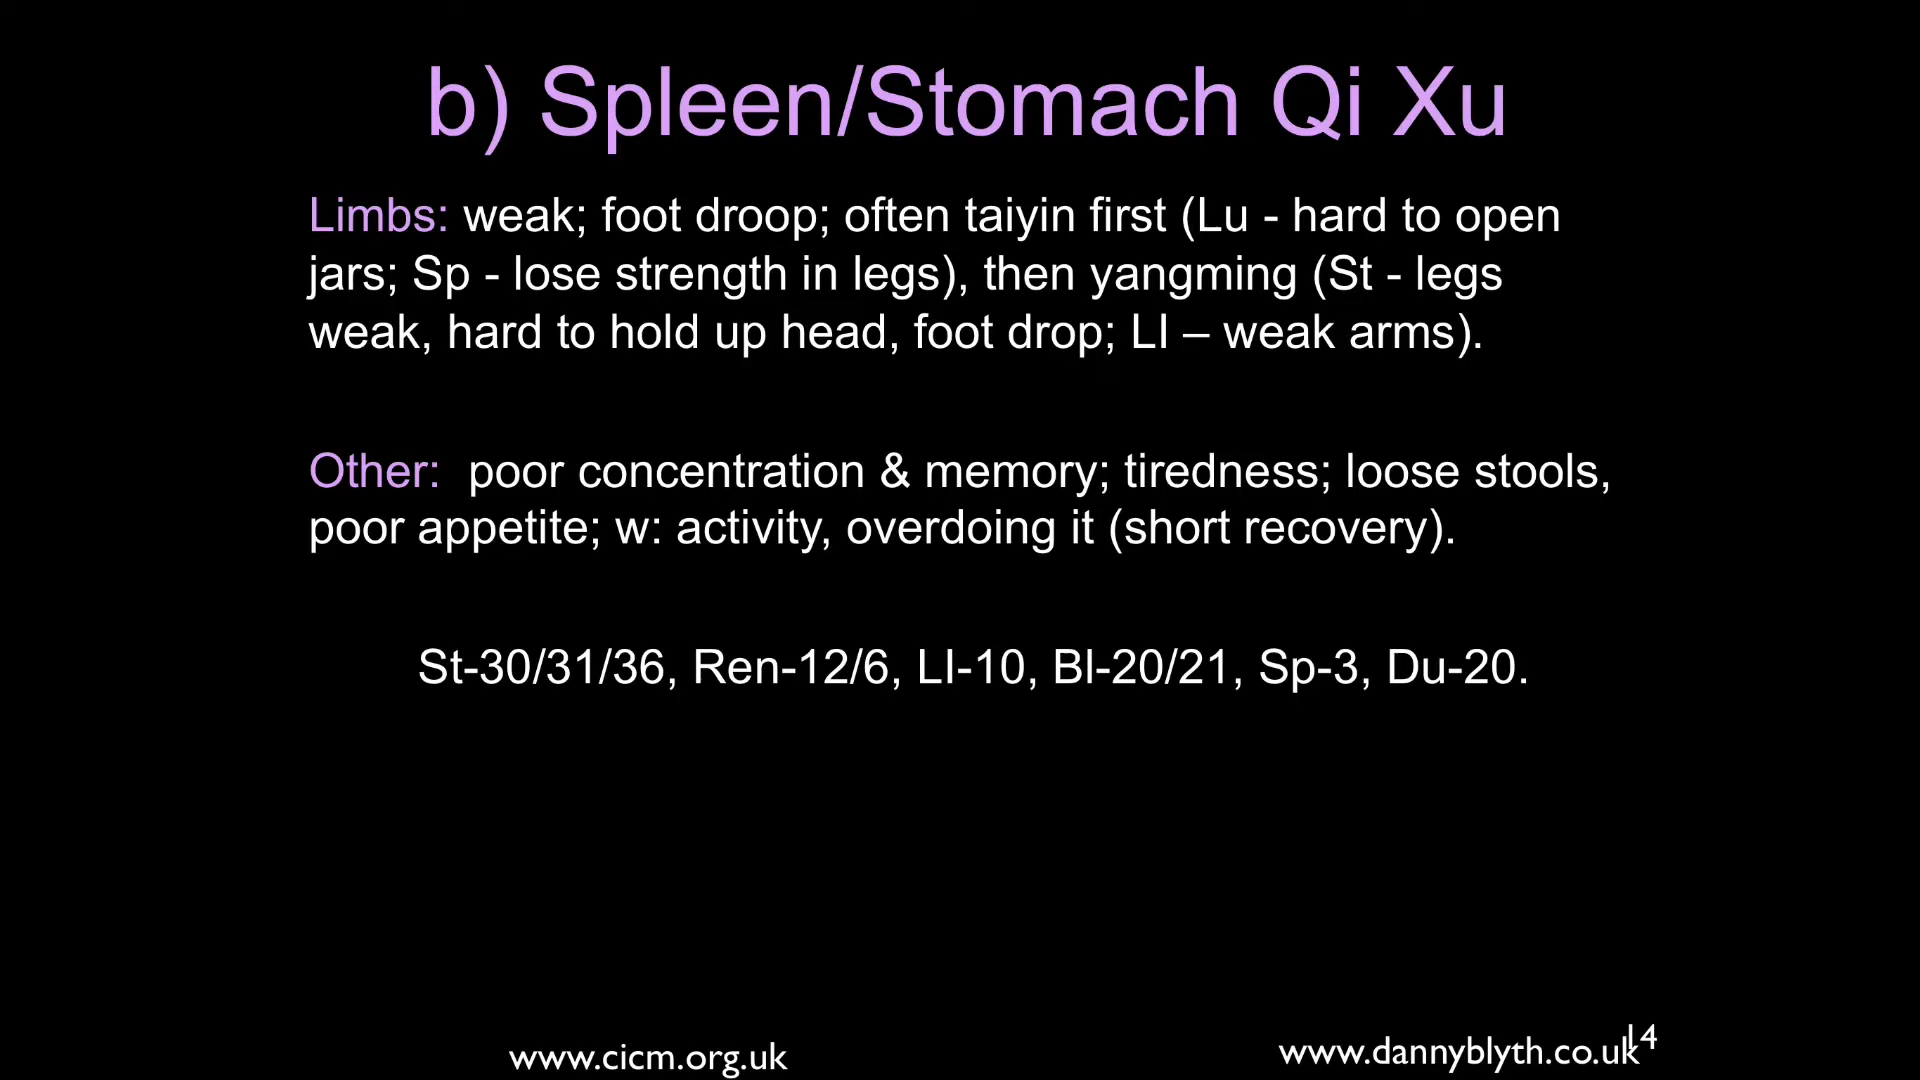 b) Spleen/Stomach Qi Xu
Limbs: weak; foot droop; often taiyin first (Lu - hard to open
jars; Sp - lose strength in legs), then yangming (St - legs
weak, hard to hold up head, foot drop; LI – weak arms).
Other:  poor concentration & memory; tiredness; loose stools,
poor appetite; w: activity, overdoing it (short recovery).
St-30/31/36, Ren-12/6, LI-10, Bl-20/21, Sp-3, Du-20.
www.cicm.org.uk
www.dannyblyth.co.uk
14